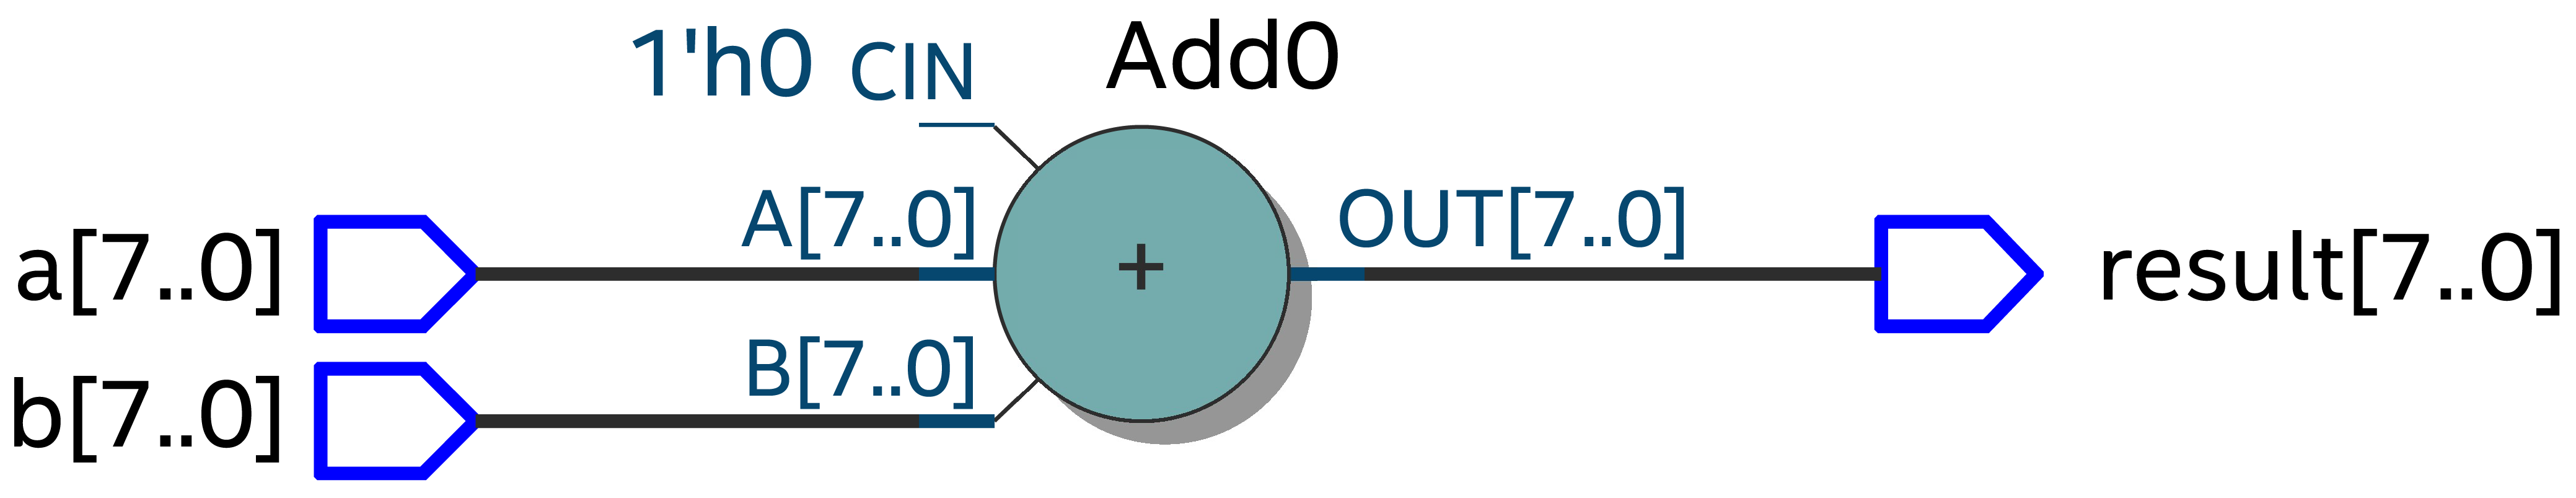 1'h0 CIN Add0
A[7..0] OUT[7..0]
a[7..0] + result[7..0]
B[7..0]
b[7..0]